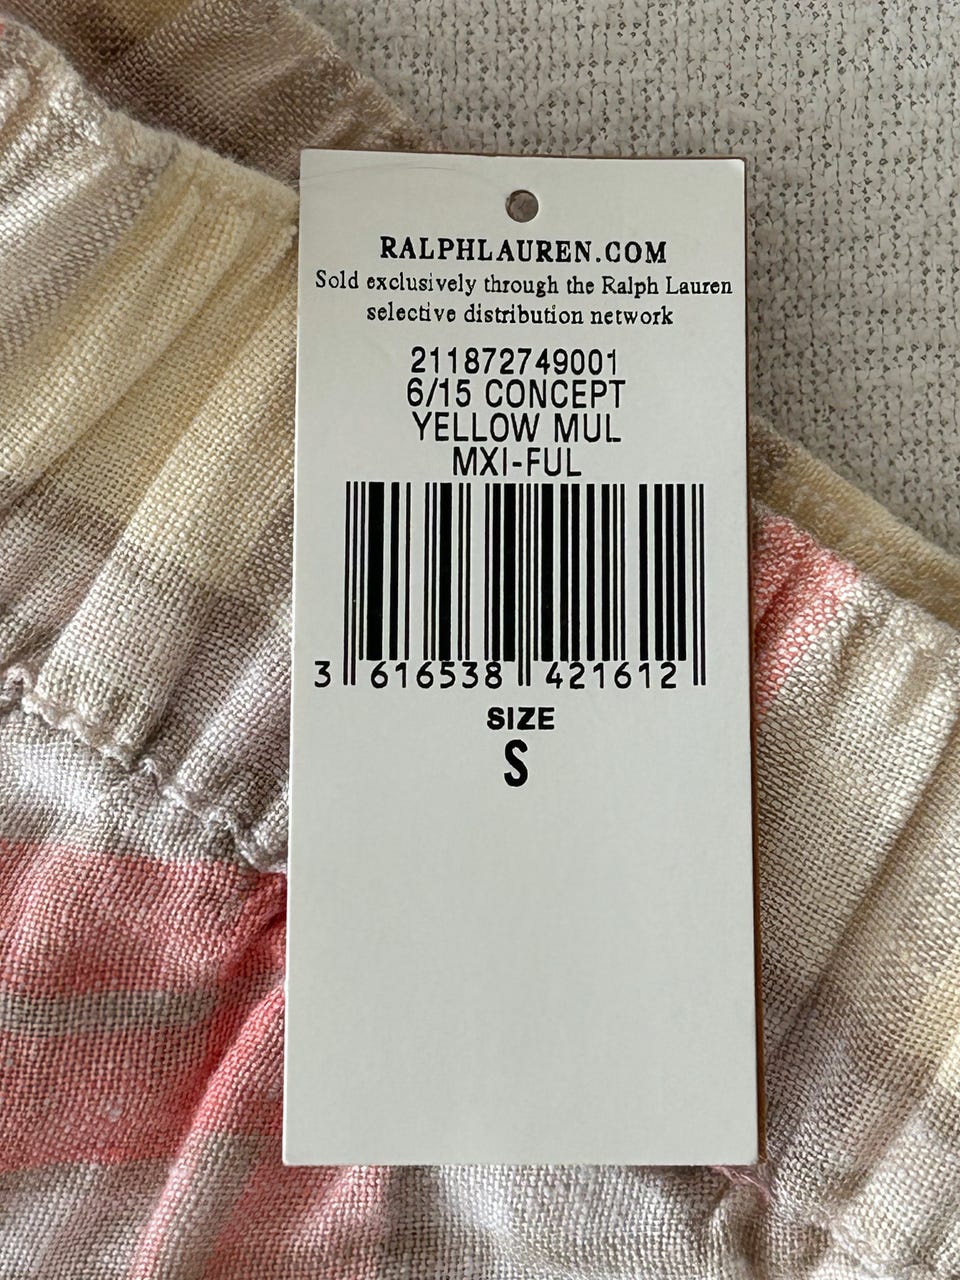 RALPHLAUREN.COM
Sold exclusively through the Ralph Lauren
selective distribution network
211872749001
6/15 CONCEPT
YELLOW MUL
MXI-FUL
3 616538 421612
SIZE
S